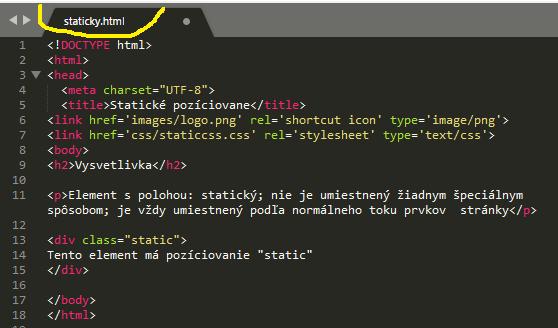 staticky.html
1 <!DOCTYPE html>
2 <html>
3 <head>
4 <meta charset="UTF-8">
5 <title>Statické pozíciovane</title>
6 <link href='images/logo.png' rel='shortcut icon' type='image/png'>
7 <link href='css/staticcss.css' rel='stylesheet' type='text/css'>
8 <body>
9 <h2>Vysvetlivka</h2>
10
11 <p>Element s polohou: statický; nie je umiestnený žiadnym špeciálnym
spôsobom; je vždy umiestnený podľa normálneho toku prvkov  stránky</p>
12
13 <div class="static">
14 Tento element má pozíciovanie "static"
15 </div>
16
17 </body>
18 </html>